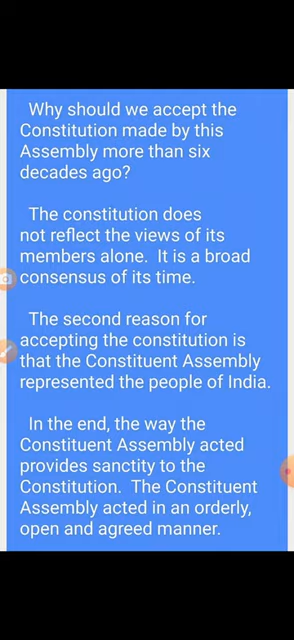 Why should we accept the
Constitution made by this
Assembly more than six
decades ago?
The constitution does
not reflect the views of its
members alone. It is a broad
consensus of its time.
The second reason for
accepting the constitution is
that the Constituent Assembly
represented the people of India.
In the end, the way the
Constituent Assembly acted
provides sanctity to the
Constitution. The Constituent
Assembly acted in an orderly,
open and agreed manner.